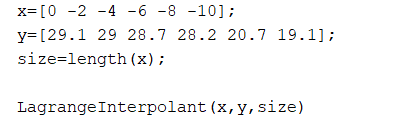 x=[0 -2 -4 -6 -8 -10];
y=[29.1 29 28.7 28.2 20.7 19.1];
size=length(x);
LagrangeInterpolant(x,y,size)